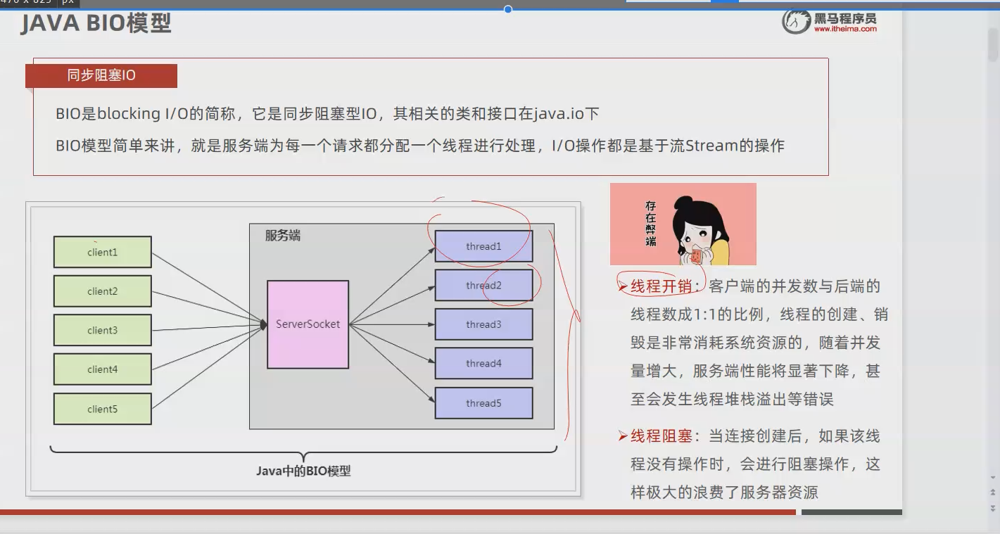 JAVA BIO模型
黑马程序员
www.itheima.com
同步阻塞IO
BIO是blocking I/O的简称，它是同步阻塞型IO，其相关的类和接口在java.io下
BIO模型简单来讲，就是服务端为每一个请求都分配一个线程进行处理，I/O操作都是基于流Stream的操作
服务端
client1
client2
client3
client4
client5
ServerSocket
thread1
thread2
thread3
thread4
thread5
Java中的BIO模型
存在弊端
线程开销：客户端的并发数与后端的
线程数成1:1的比例，线程的创建、销
毁是非常消耗系统资源的，随着并发
量增大，服务端性能将显著下降，甚
至会发生线程堆栈溢出等错误
线程阻塞：当连接创建后，如果该线
程没有操作时，会进行阻塞操作，这
样极大的浪费了服务器资源